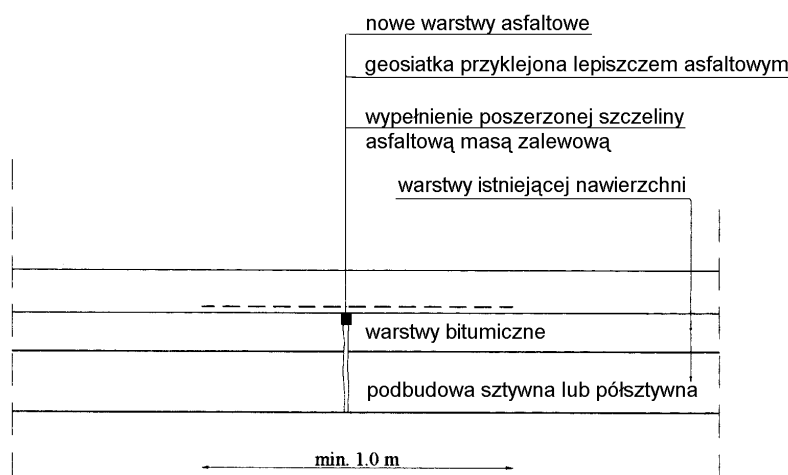 nowe warstwy asfaltowe
geosiatka przyklejona lepiszczem asfaltowym
wypełnienie poszerzonej szczeliny
asfaltową masą zalewową
warstwy istniejącej nawierzchni
warstwy bitumiczne
podbudowa sztywna lub półsztywna
min. 1.0 m